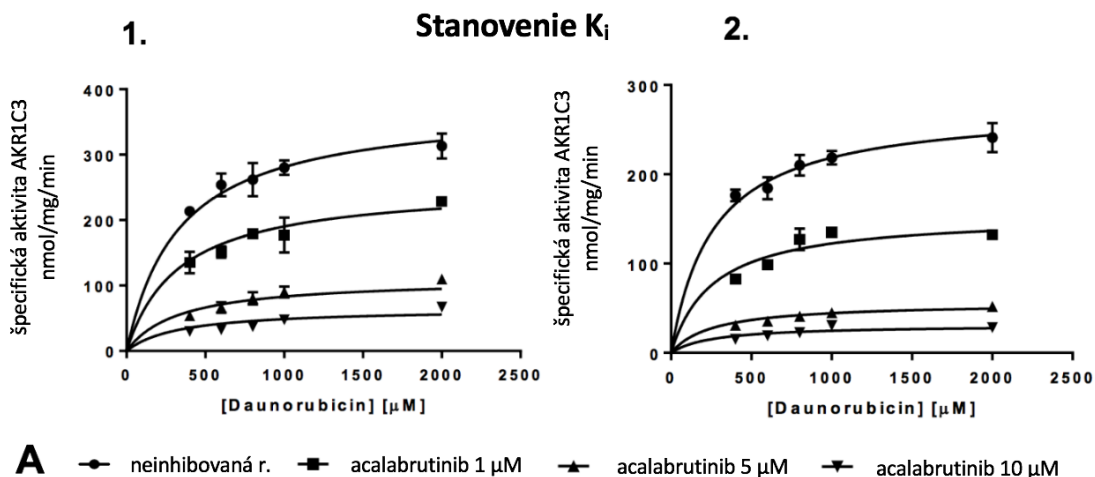 1. Stanovenie Ki 2.
špecifická aktivita AKR1C3
nmol/mg/min
400
300
200
100
0
0 500 1000 1500 2000 2500
[Daunorubicin] [μM]
špecifická aktivita AKR1C3
nmol/mg/min
300
200
100
0
0 500 1000 1500 2000 2500
[Daunorubicin] [μM]
A neinhibovaná r. acalabrutinib 1 μM acalabrutinib 5 μM acalabrutinib 10 μM